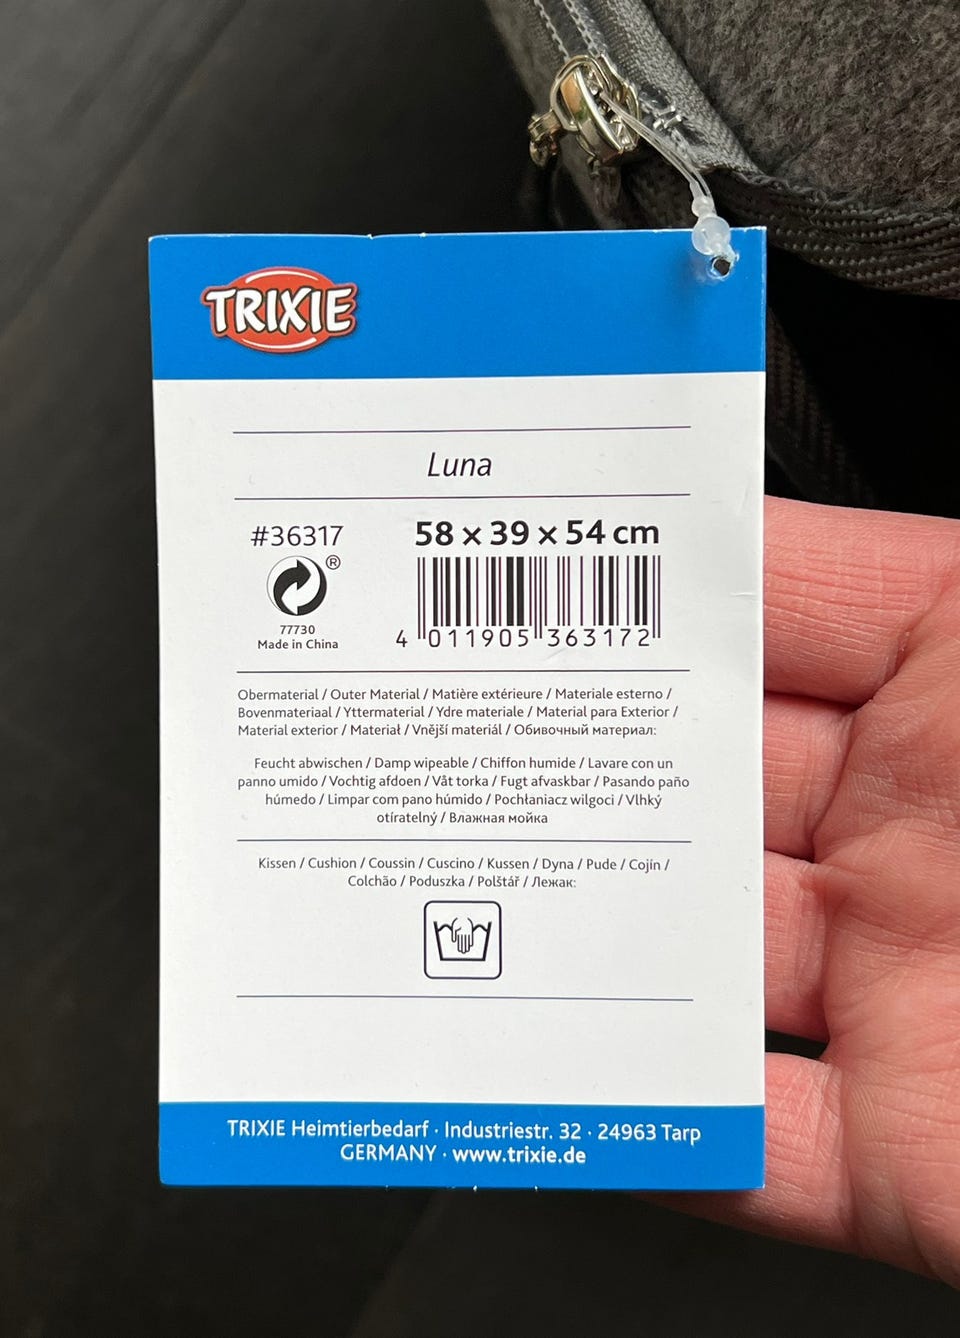 TRIXIE
Luna
#36317
58 x 39 x 54 cm
®
77730
Made in China
4 011905 363172
Obermaterial / Outer Material / Matière extérieure / Materiale esterno /
Bovenmateriaal / Yttermaterial / Ydre materiale / Material para Exterior /
Material exterior / Materiał / Vnější materiál / Обивочный материал:
Feucht abwischen / Damp wipeable / Chiffon humide / Lavare con un
panno umido / Vochtig afdoen / Våt torka / Fugt afvaskbar / Pasando paño
húmedo / Limpar com pano húmido / Pochłaniacz wilgoci / Vlhký
otíratelný / Влажная мойка
Kissen / Cushion / Coussin / Cuscino / Kussen / Dyna / Pude / Cojín /
Colchão / Poduszka / Polštář / Лежак:
TRIXIE Heimtierbedarf · Industriestr. 32 · 24963 Tarp
GERMANY · www.trixie.de